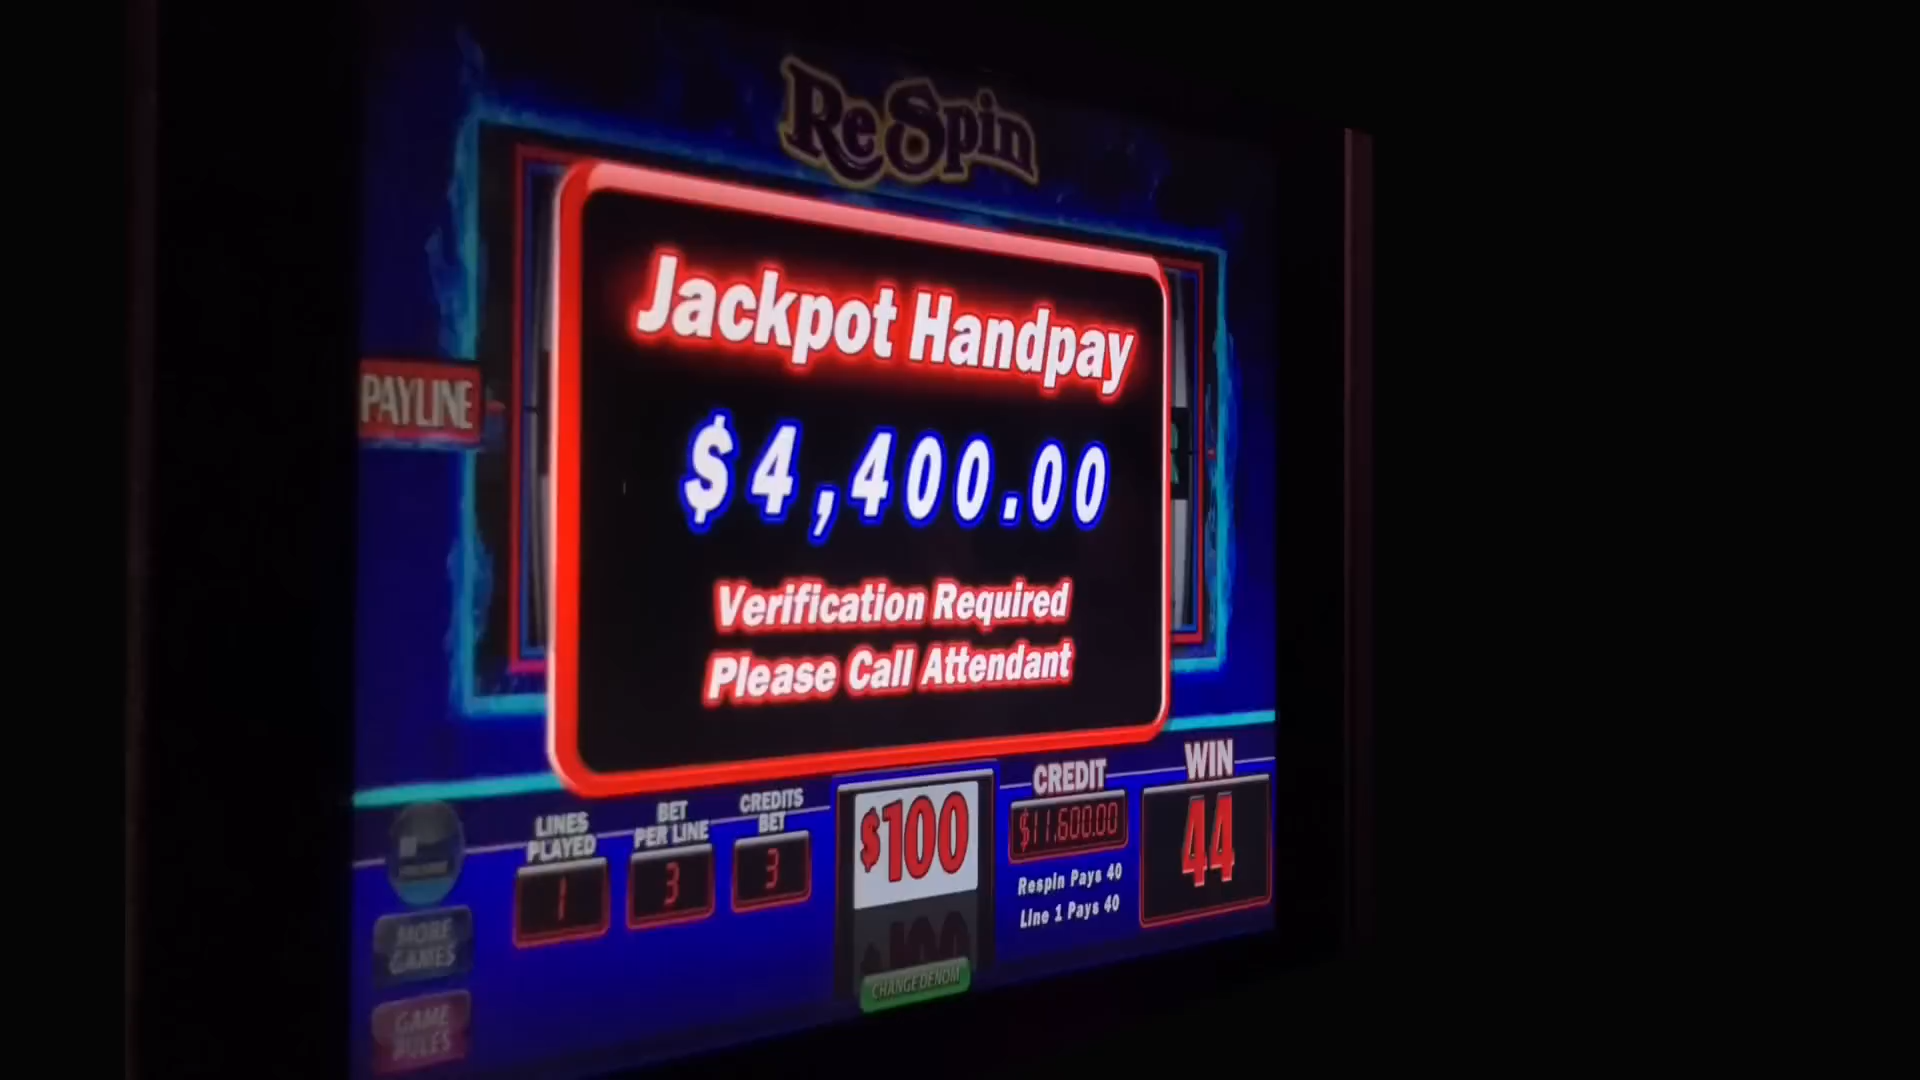 ReSpin
Jackpot Handpay
$4,400.00
Verification Required
Please Call Attendant
PAYLINE
LINES
PLAYED
1
BET
PER LINE
3
CREDITS
BET
3
$100
CHANGE DENOM
CREDIT
$11,600.00
Respin Pays 40
Line 1 Pays 40
WIN
44
MORE
GAMES
GAME
RULES